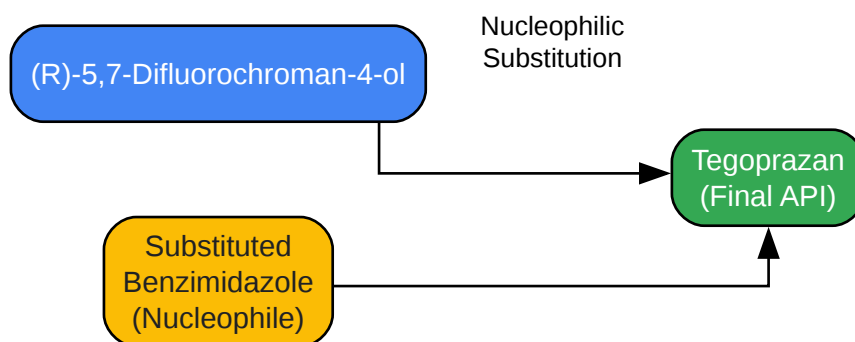 Nucleophilic
Substitution
(R)-5,7-Difluorochroman-4-ol
Tegoprazan
(Final API)
Substituted
Benzimidazole
(Nucleophile)